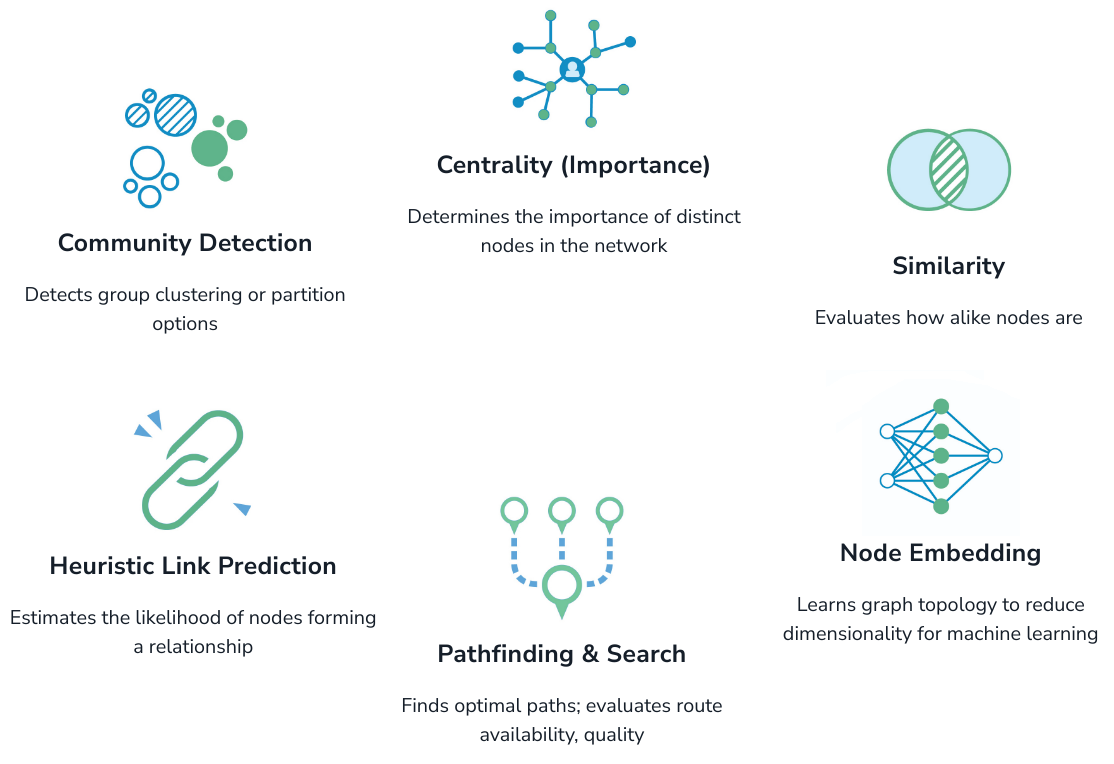 Centrality (Importance)
Determines the importance of distinct
nodes in the network
Community Detection
Detects group clustering or partition
options
Similarity
Evaluates how alike nodes are
Heuristic Link Prediction
Estimates the likelihood of nodes forming
a relationship
Pathfinding & Search
Finds optimal paths; evaluates route
availability, quality
Node Embedding
Learns graph topology to reduce
dimensionality for machine learning